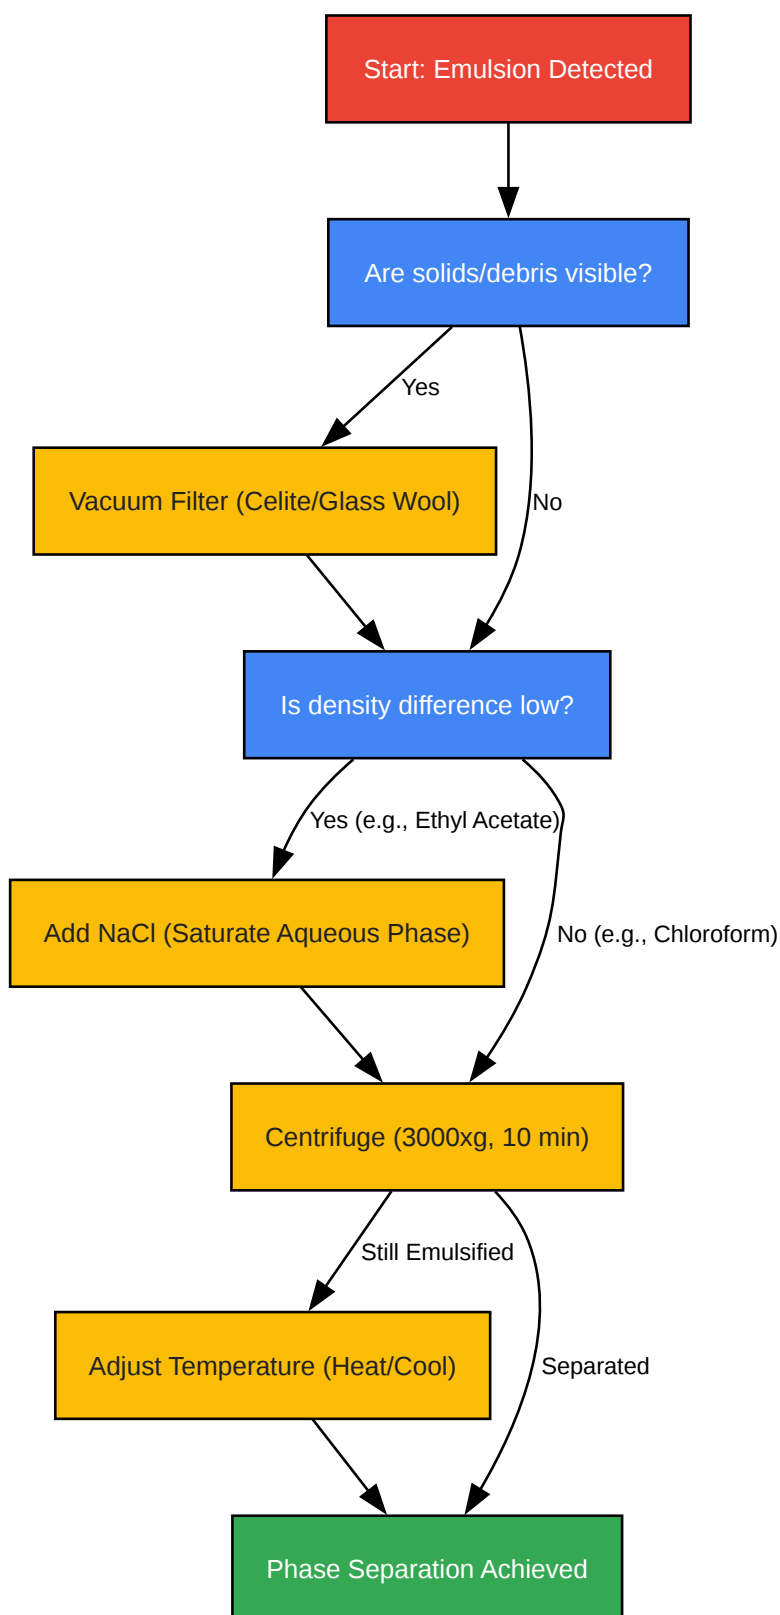 Start: Emulsion Detected
Are solids/debris visible?
Yes
Vacuum Filter (Celite/Glass Wool)
No
Is density difference low?
Yes (e.g., Ethyl Acetate)
Add NaCl (Saturate Aqueous Phase)
No (e.g., Chloroform)
Centrifuge (3000xg, 10 min)
Still Emulsified
Adjust Temperature (Heat/Cool)
Separated
Phase Separation Achieved